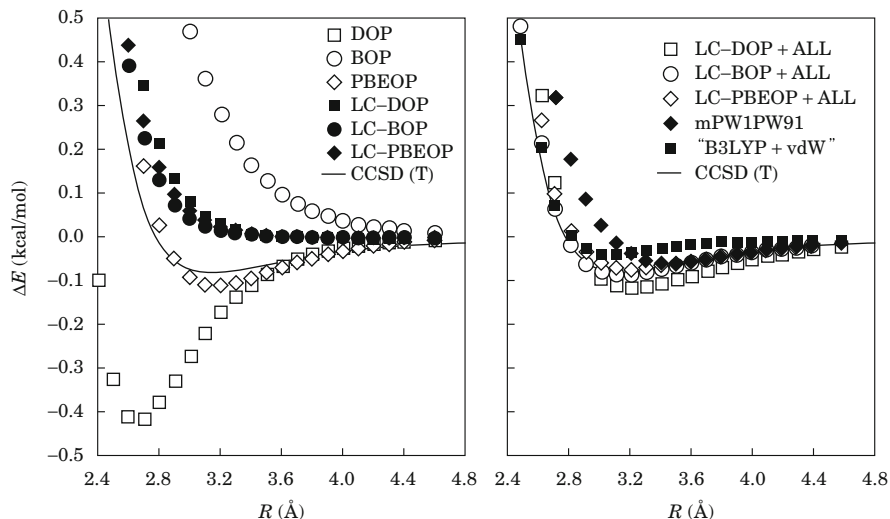 0.5
0.4
0.3
0.2
0.1
0.0
−0.1
−0.2
−0.3
−0.4
−0.5
ΔE (kcal/mol)
DOP
BOP
PBEOP
LC−DOP
LC−BOP
LC−PBEOP
CCSD (T)
2.4 2.8 3.2 3.6 4.0 4.4 4.8
R (Å)
LC−DOP + ALL
LC−BOP + ALL
LC−PBEOP + ALL
mPW1PW91
“B3LYP + vdW”
CCSD (T)
2.4 2.8 3.2 3.6 4.0 4.4 4.8
R (Å)